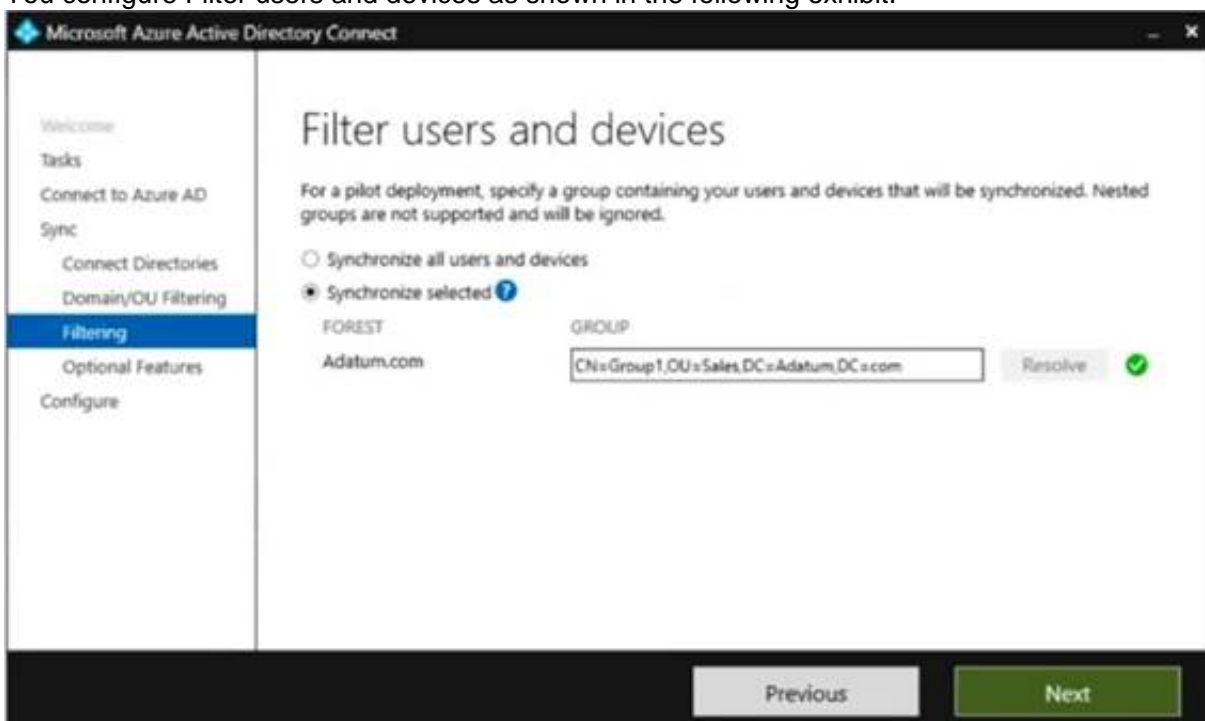 You configure Filter users and devices as shown in the following exhibit.
Microsoft Azure Active Directory Connect
Welcome
Tasks
Connect to Azure AD
Sync
Connect Directories
Domain/OU Filtering
Filtering
Optional Features
Configure
Filter users and devices
For a pilot deployment, specify a group containing your users and devices that will be synchronized. Nested
groups are not supported and will be ignored.
Synchronize all users and devices
Synchronize selected ?
FOREST GROUP
Adatum.com CN=Group1,OU=Sales,DC=Adatum,DC=com Resolve
Previous Next